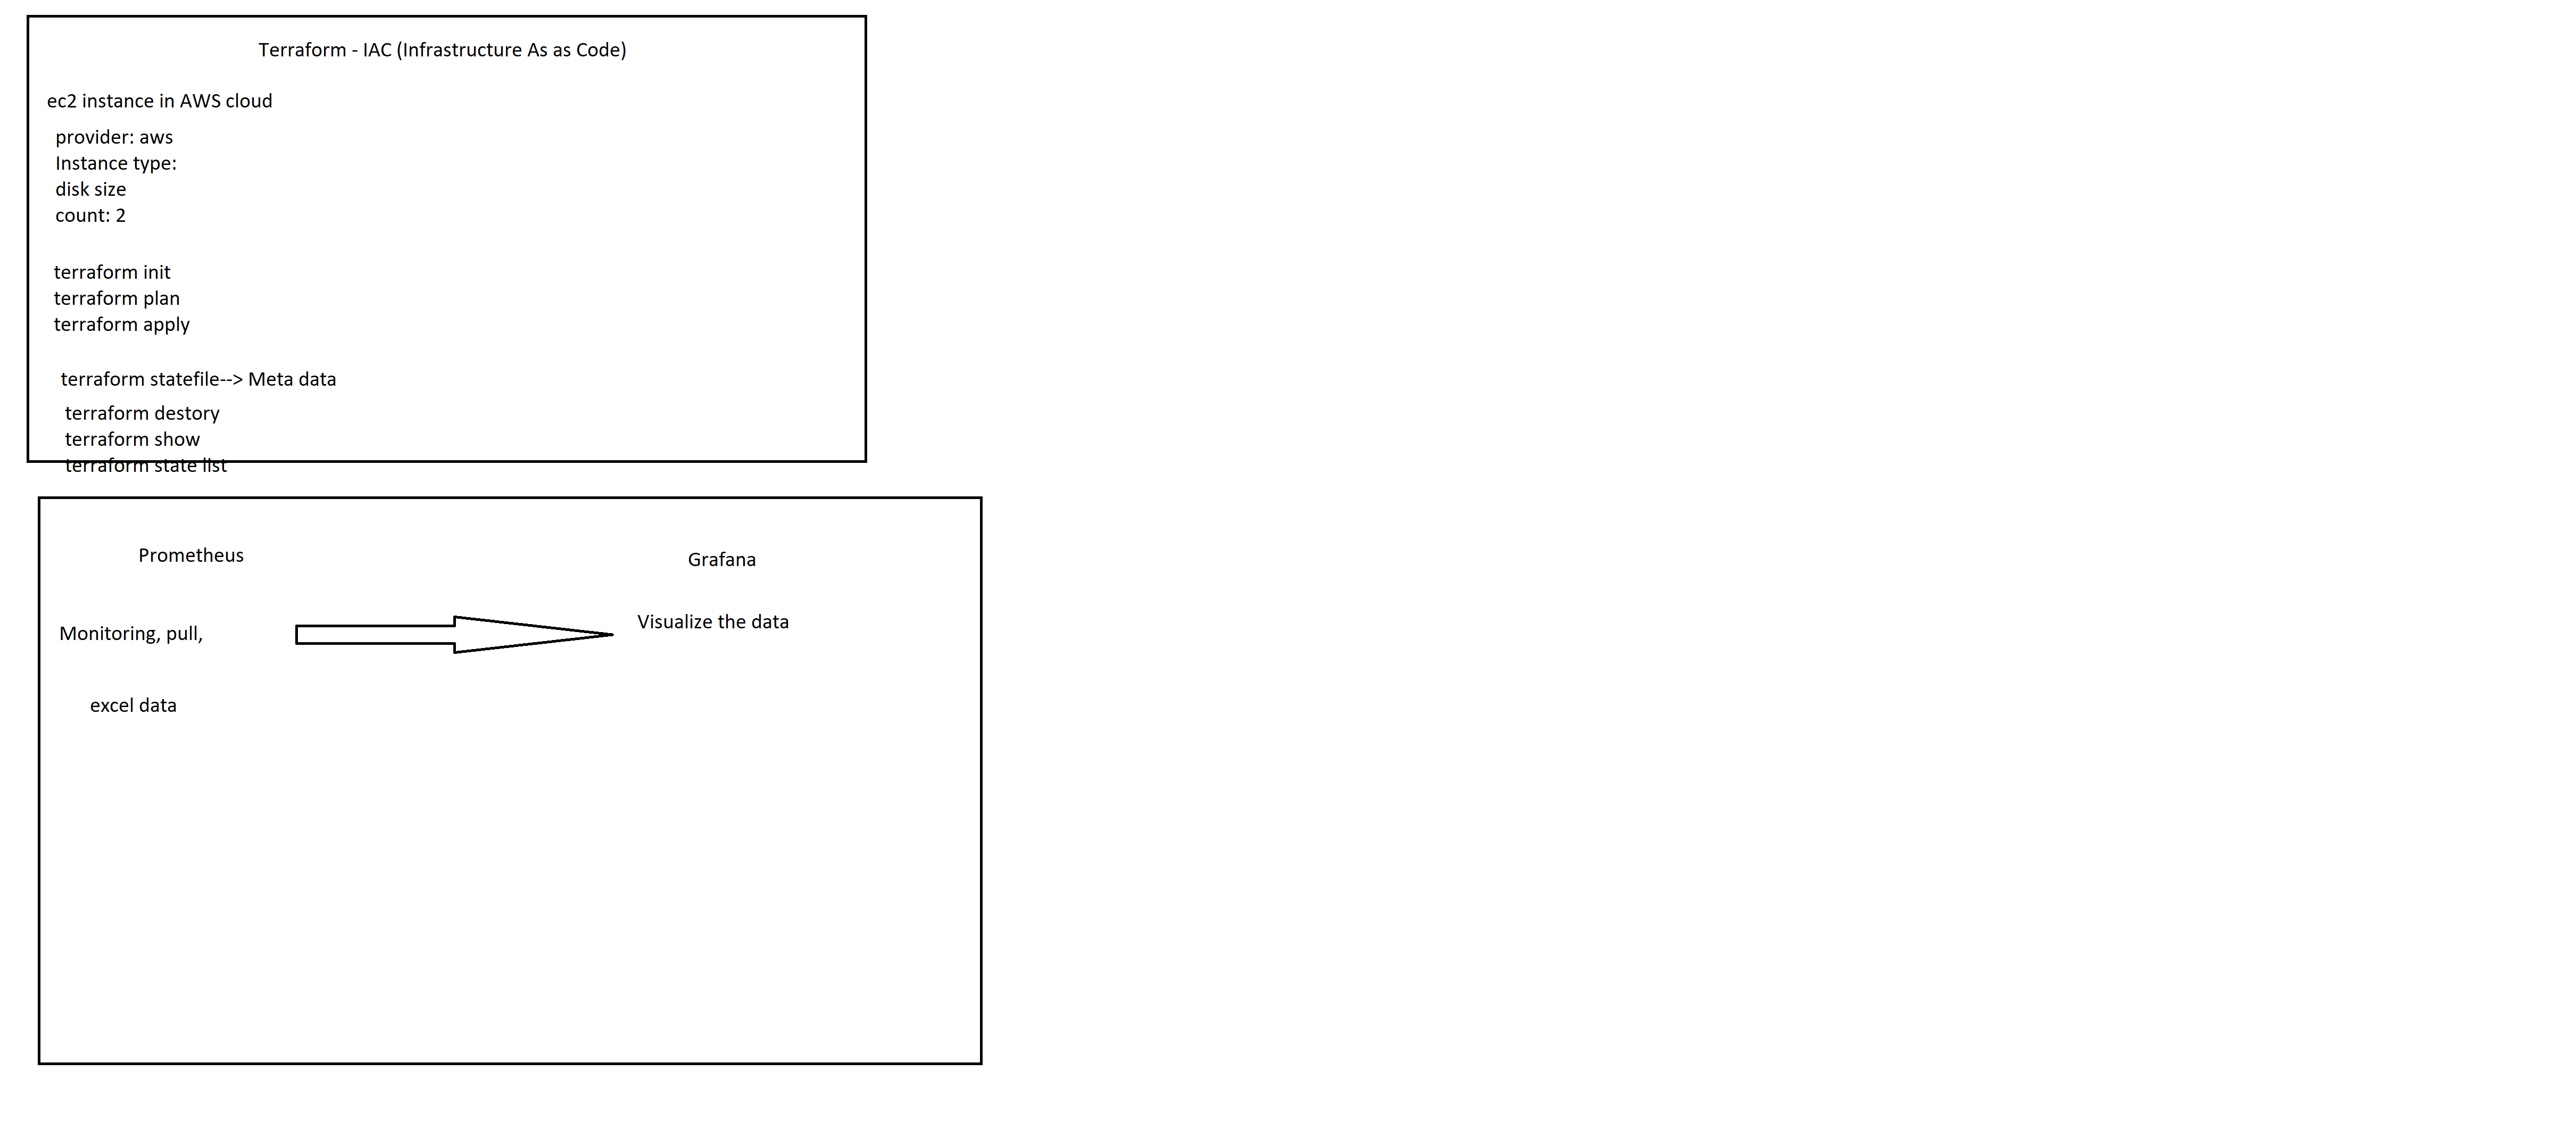 Terraform - IAC (Infrastructure As as Code)
ec2 instance in AWS cloud
provider: aws
Instance type:
disk size
count: 2
terraform init
terraform plan
terraform apply
terraform statefile--> Meta data
terraform destory
terraform show
terraform state list
Prometheus
Grafana
Monitoring, pull,
Visualize the data
excel data